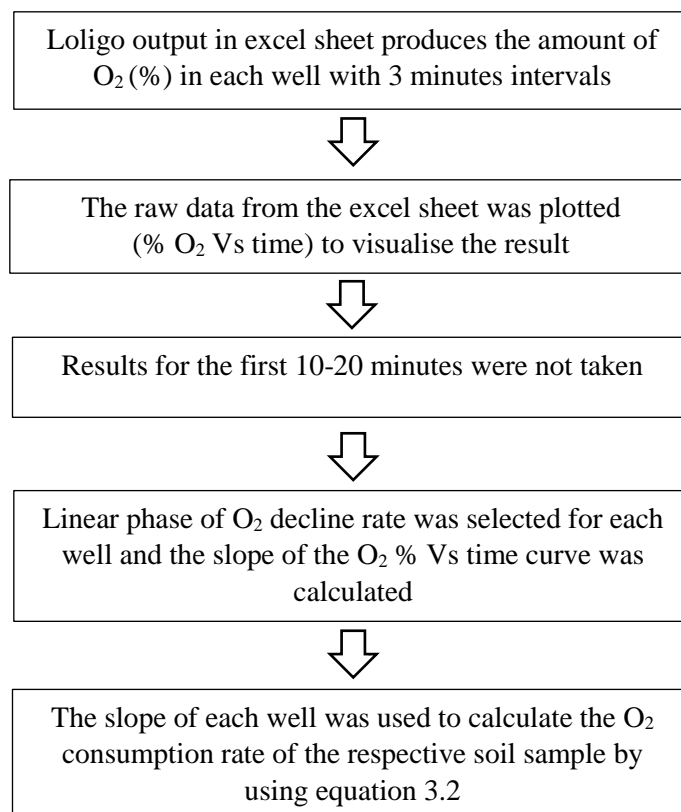 Loligo output in excel sheet produces the amount of
O₂ (%) in each well with 3 minutes intervals
The raw data from the excel sheet was plotted
(% O₂ Vs time) to visualise the result
Results for the first 10-20 minutes were not taken
Linear phase of O₂ decline rate was selected for each
well and the slope of the O₂ % Vs time curve was
calculated
The slope of each well was used to calculate the O₂
consumption rate of the respective soil sample by
using equation 3.2